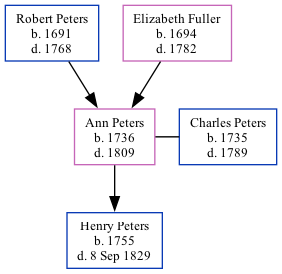 Robert Peters
b. 1691
d. 1768
Elizabeth Fuller
b. 1694
d. 1782
Ann Peters
b. 1736
d. 1809
Charles Peters
b. 1735
d. 1789
Henry Peters
b. 1755
d. 8 Sep 1829